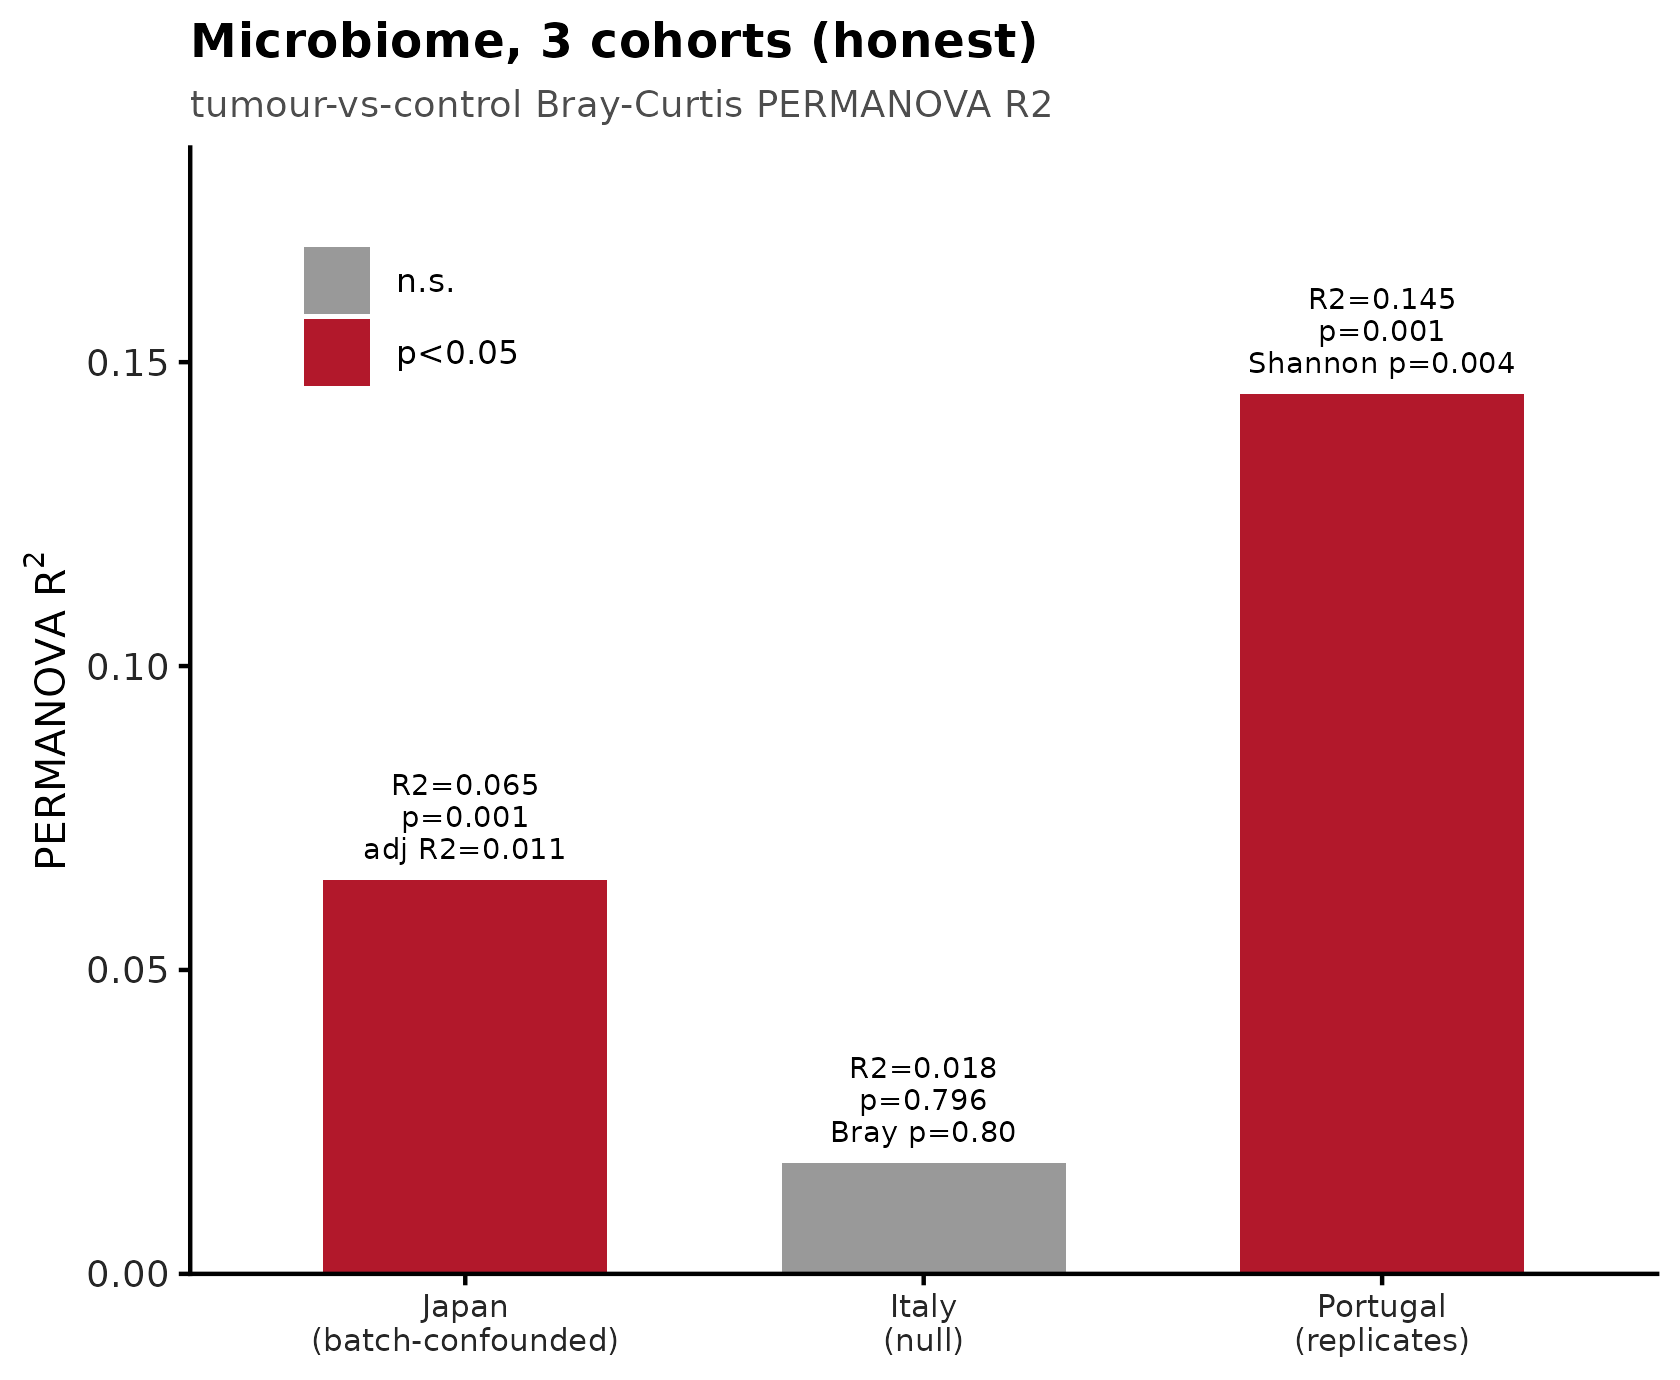 Microbiome, 3 cohorts (honest)
tumour-vs-control Bray-Curtis PERMANOVA R2
n.s.
p<0.05
PERMANOVA R²
0.15
0.10
0.05
0.00
R2=0.065
p=0.001
adj R2=0.011
R2=0.018
p=0.796
Bray p=0.80
R2=0.145
p=0.001
Shannon p=0.004
Japan
(batch-confounded)
Italy
(null)
Portugal
(replicates)